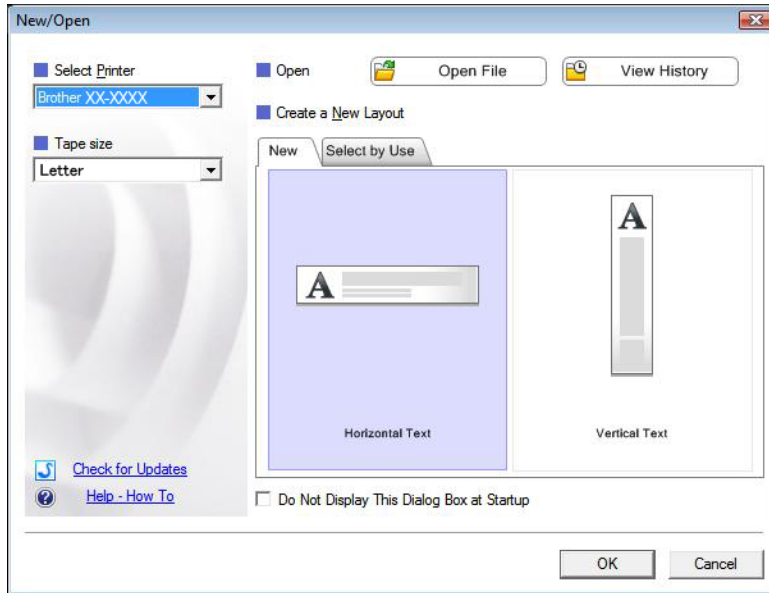 New/Open
Select Printer
Brother XX-XXXX
Tape size
Letter
Check for Updates
Help - How To
Open
Open File
View History
Create a New Layout
New
Select by Use
A
Horizontal Text
A
Vertical Text
Do Not Display This Dialog Box at Startup
OK
Cancel